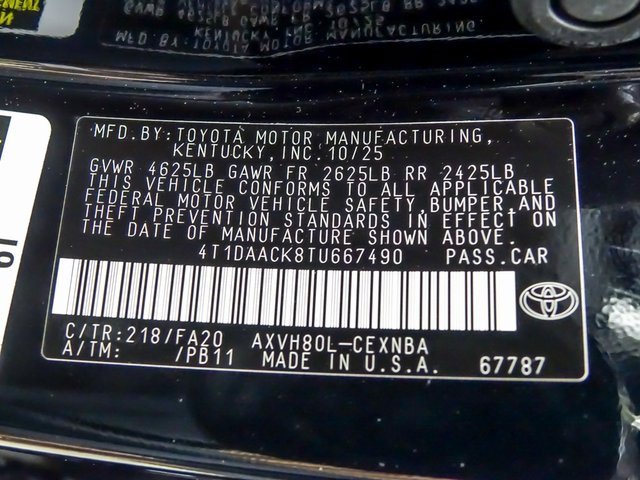 MFD.BY: TOYOTA MOTOR MANUFACTURING,
KENTUCKY, INC. 10/25
GVWR 4625LB GAWR FR 2625LB RR 2425LB
THIS VEHICLE CONFORMS TO ALL APPLICABLE
FEDERAL MOTOR VEHICLE SAFETY, BUMPER, AND
THEFT PREVENTION STANDARDS IN EFFECT ON
THE DATE OF MANUFACTURE SHOWN ABOVE.
4T1DAACK8TU667490 PASS.CAR
C/TR:218/FA20 AXVH80L-CEXNBA
A/TM: /PB11 MADE IN U.S.A. 67787